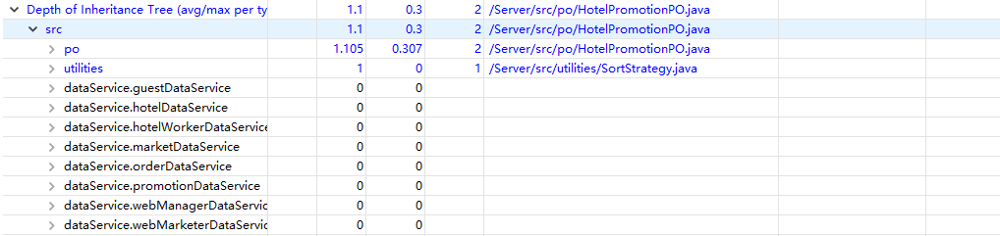 Depth of Inheritance Tree (avg/max per ty 1.1 0.3 2 /Server/src/po/HotelPromotionPO.java
src 1.1 0.3 2 /Server/src/po/HotelPromotionPO.java
po 1.105 0.307 2 /Server/src/po/HotelPromotionPO.java
utilities 1 0 1 /Server/src/utilities/SortStrategy.java
dataService.guestDataService 0 0
dataService.hotelDataService 0 0
dataService.hotelWorkerDataService 0 0
dataService.marketDataService 0 0
dataService.orderDataService 0 0
dataService.promotionDataService 0 0
dataService.webManagerDataServic 0 0
dataService.webMarketerDataServic 0 0